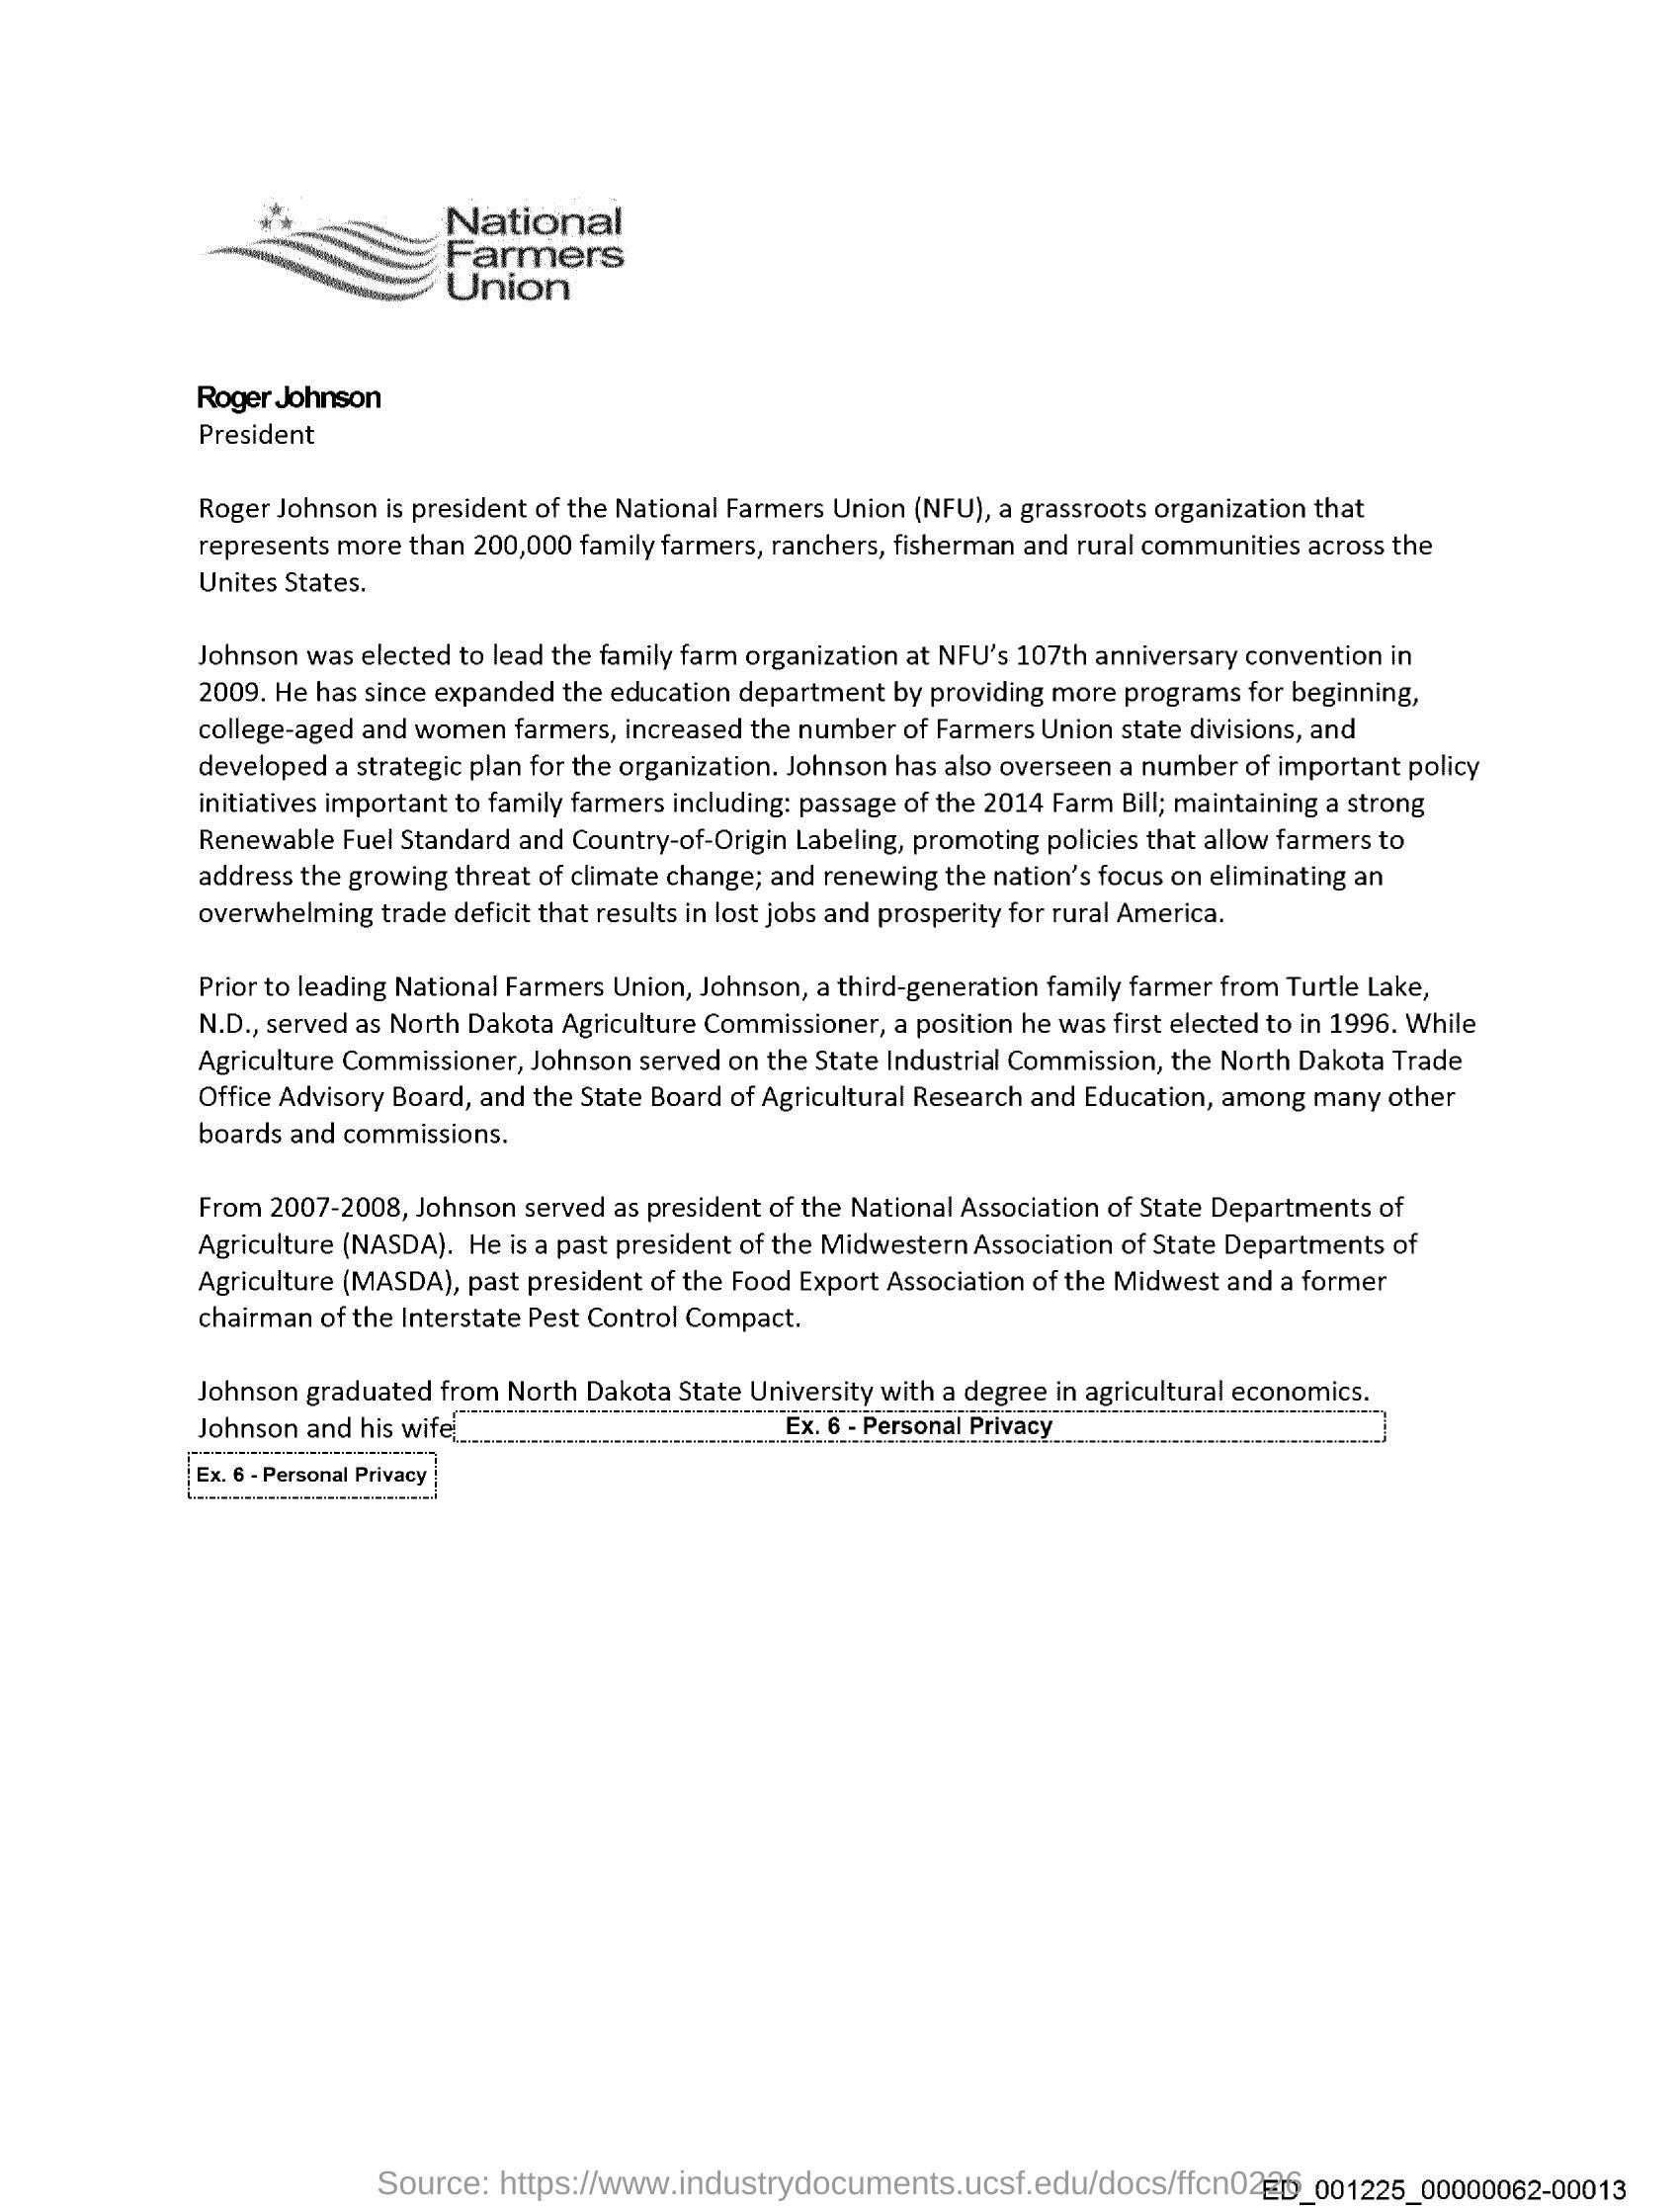 National
Farmers
Union
Roger Johnson
President
Roger Johnson is president of the National Farmers Union (NFU), a grassroots organization that
represents more than 200,000 family farmers, ranchers, fisherman and rural communities across the
Unites States.
Johnson was elected to lead the family farm organization at NFU's 107th anniversary convention in
2009. He has since expanded the education department by providing more programs for beginning,
college-aged and women farmers, increased the number of Farmers Union state divisions, and
developed a strategic plan for the organization. Johnson has also overseen a number of important policy
initiatives important to family farmers including: passage of the 2014 Farm Bill; maintaining a strong
Renewable Fuel Standard and Country-of-Origin Labeling, promoting policies that allow farmers to
address the growing threat of climate change; and renewing the nation's focus on eliminating an
overwhelming trade deficit that results in lost jobs and prosperity for rural America.
Prior to leading National Farmers Union, Johnson, a third-generation family farmer from Turtle Lake,
N.D., served as North Dakota Agriculture Commissioner, a position he was first elected to in 1996. While
Agriculture Commissioner, Johnson served on the State Industrial Commission, the North Dakota Trade
Office Advisory Board, and the State Board of Agricultural Research and Education, among many other
boards and commissions.
From 2007-2008, Johnson served as president of the National Association of State Departments of
Agriculture (NASDA). He is a past president of the Midwestern Association of State Departments of
Agriculture (MASDA), past president of the Food Export Association of the Midwest and a former
chairman of the Interstate Pest Control Compact.
Johnson graduated from North Dakota State University with a degree in agricultural economics.
Johnson and his wife Ex. 6 - Personal Privacy
Ex. 6 - Personal Privacy
Source: https://www.industrydocuments.ucsf.edu/docs/ffcn0226
ED_001225_00000062-00013